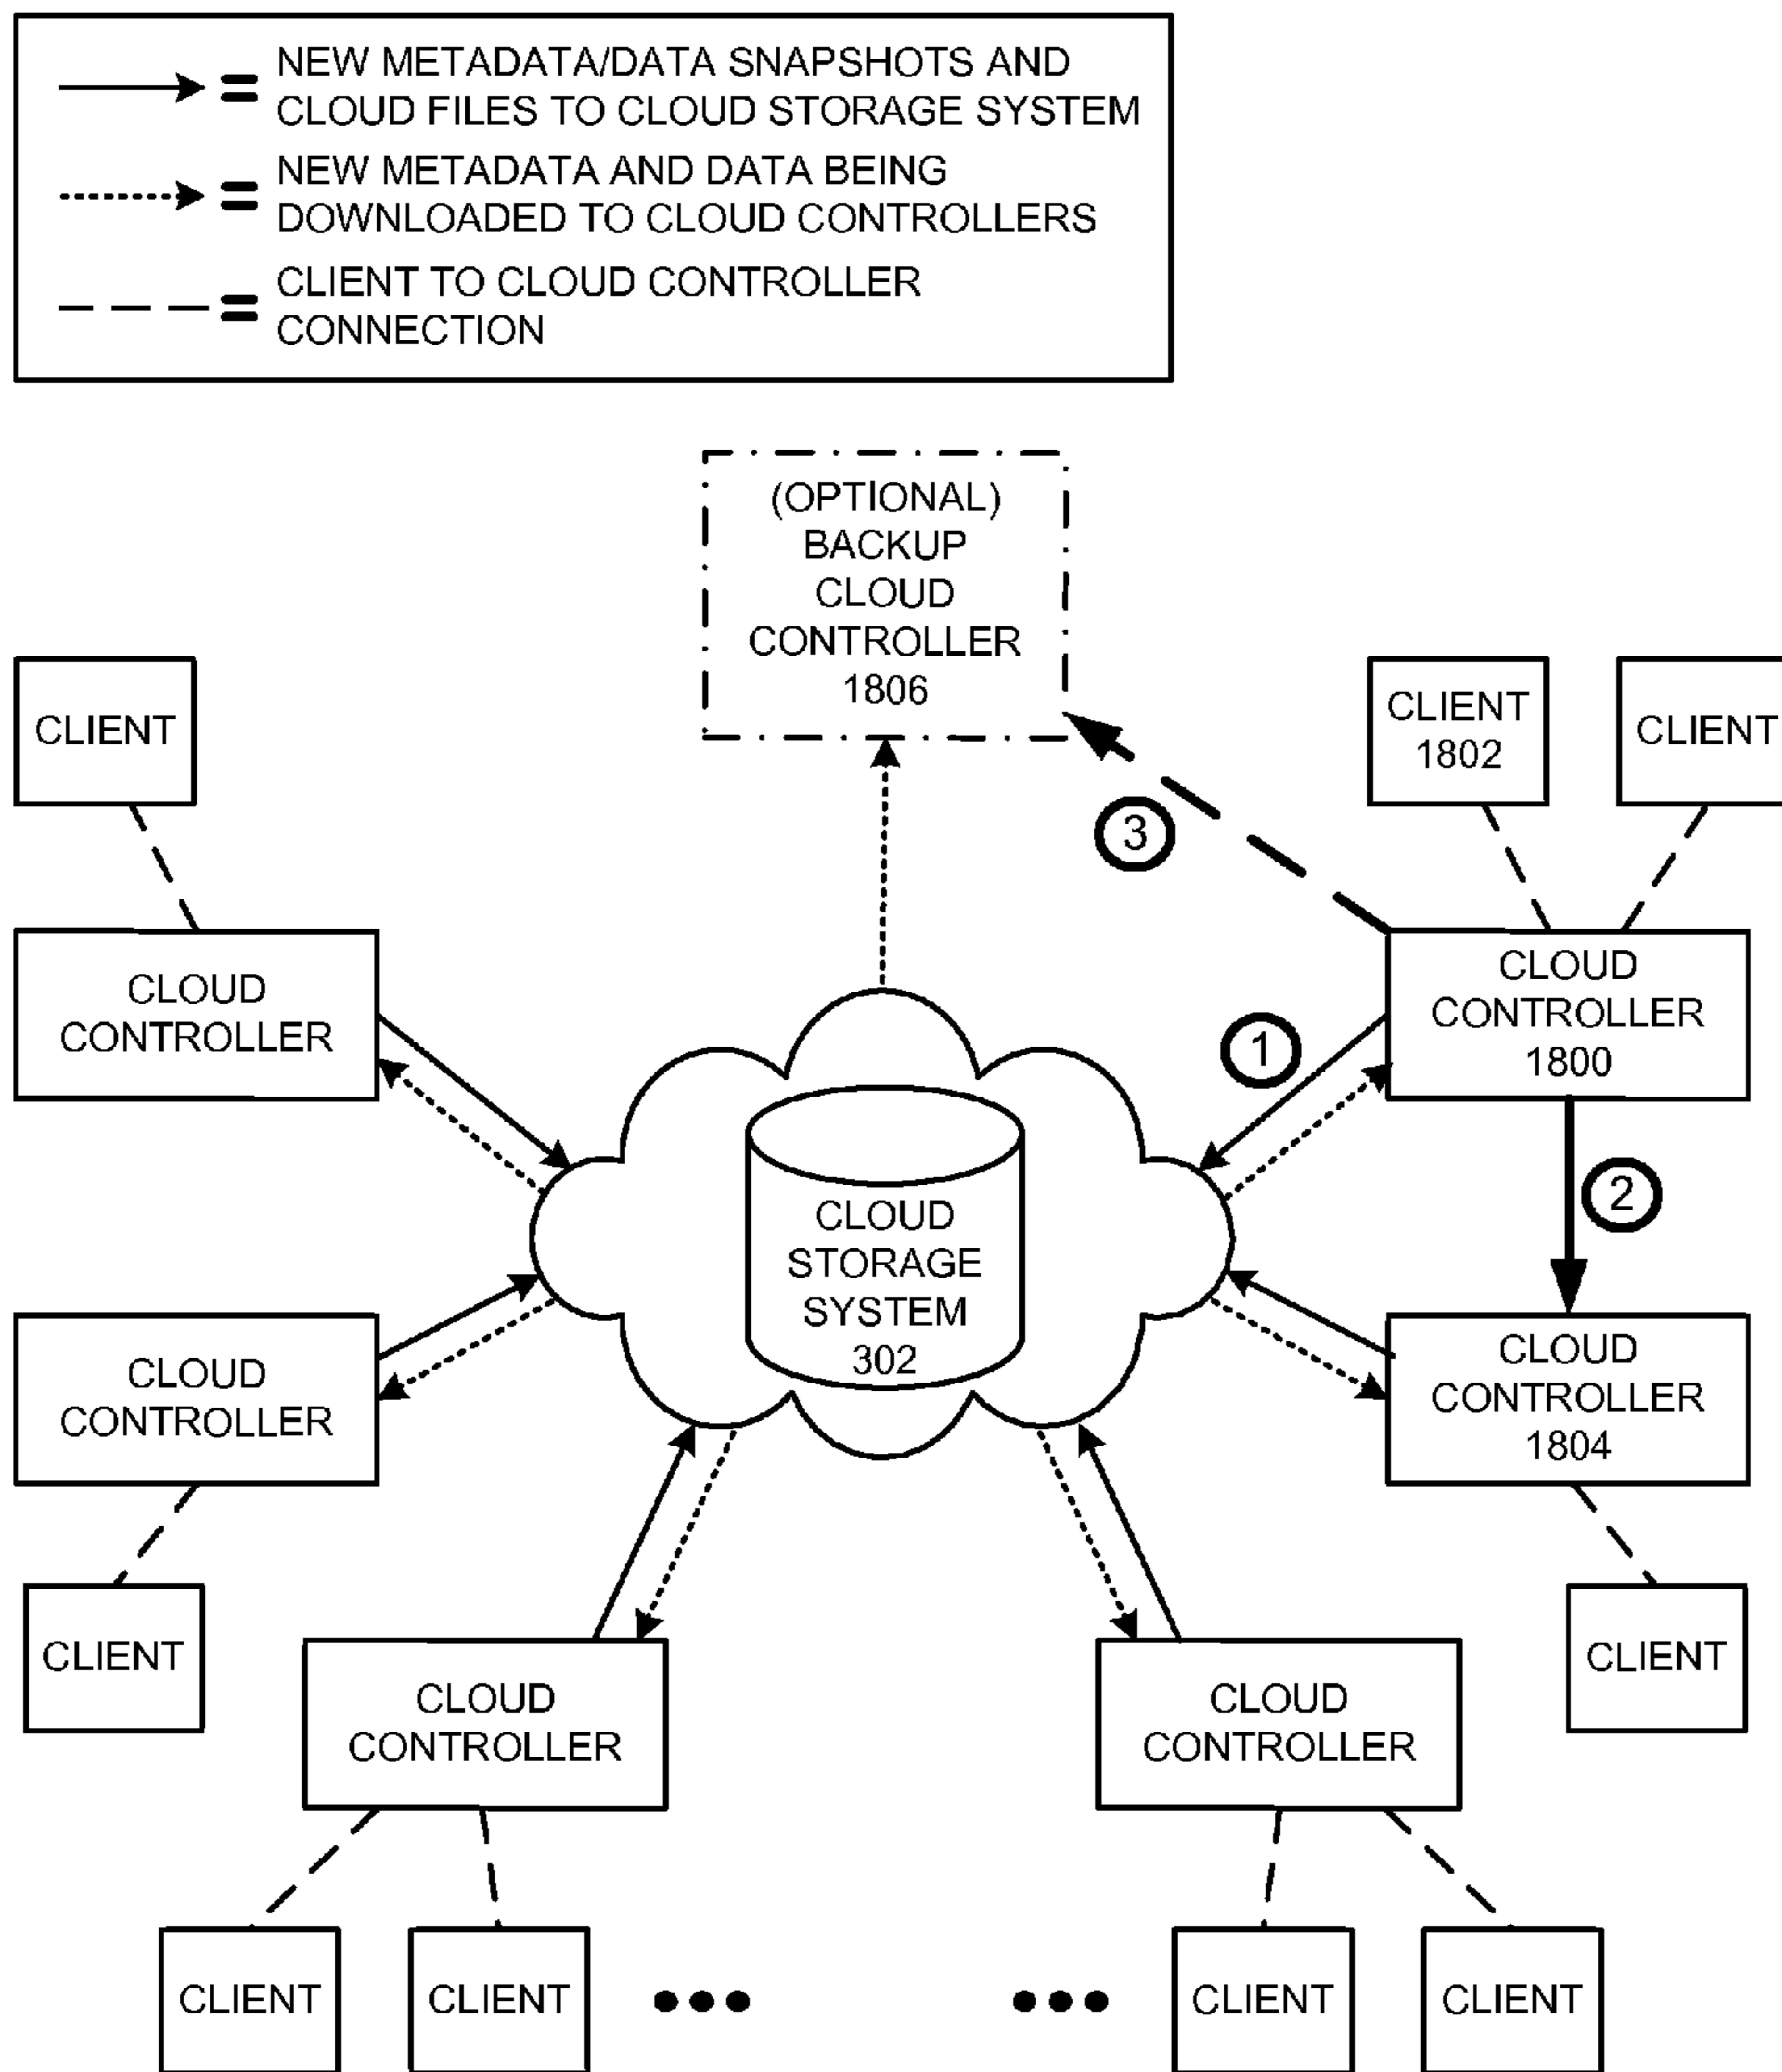 =
NEW METADATA/DATA SNAPSHOTS AND
CLOUD FILES TO CLOUD STORAGE SYSTEM
=
NEW METADATA AND DATA BEING
DOWNLOADED TO CLOUD CONTROLLERS
=
CLIENT TO CLOUD CONTROLLER
CONNECTION
(OPTIONAL)
BACKUP
CLOUD
CONTROLLER
1806
CLIENT
CLIENT
1802
CLIENT
3
CLOUD
CONTROLLER
CLOUD
CONTROLLER
1800
1
2
CLOUD
STORAGE
SYSTEM
302
CLOUD
CONTROLLER
CLOUD
CONTROLLER
1804
CLIENT
CLIENT
CLOUD
CONTROLLER
CLOUD
CONTROLLER
CLIENT
CLIENT
CLIENT
CLIENT